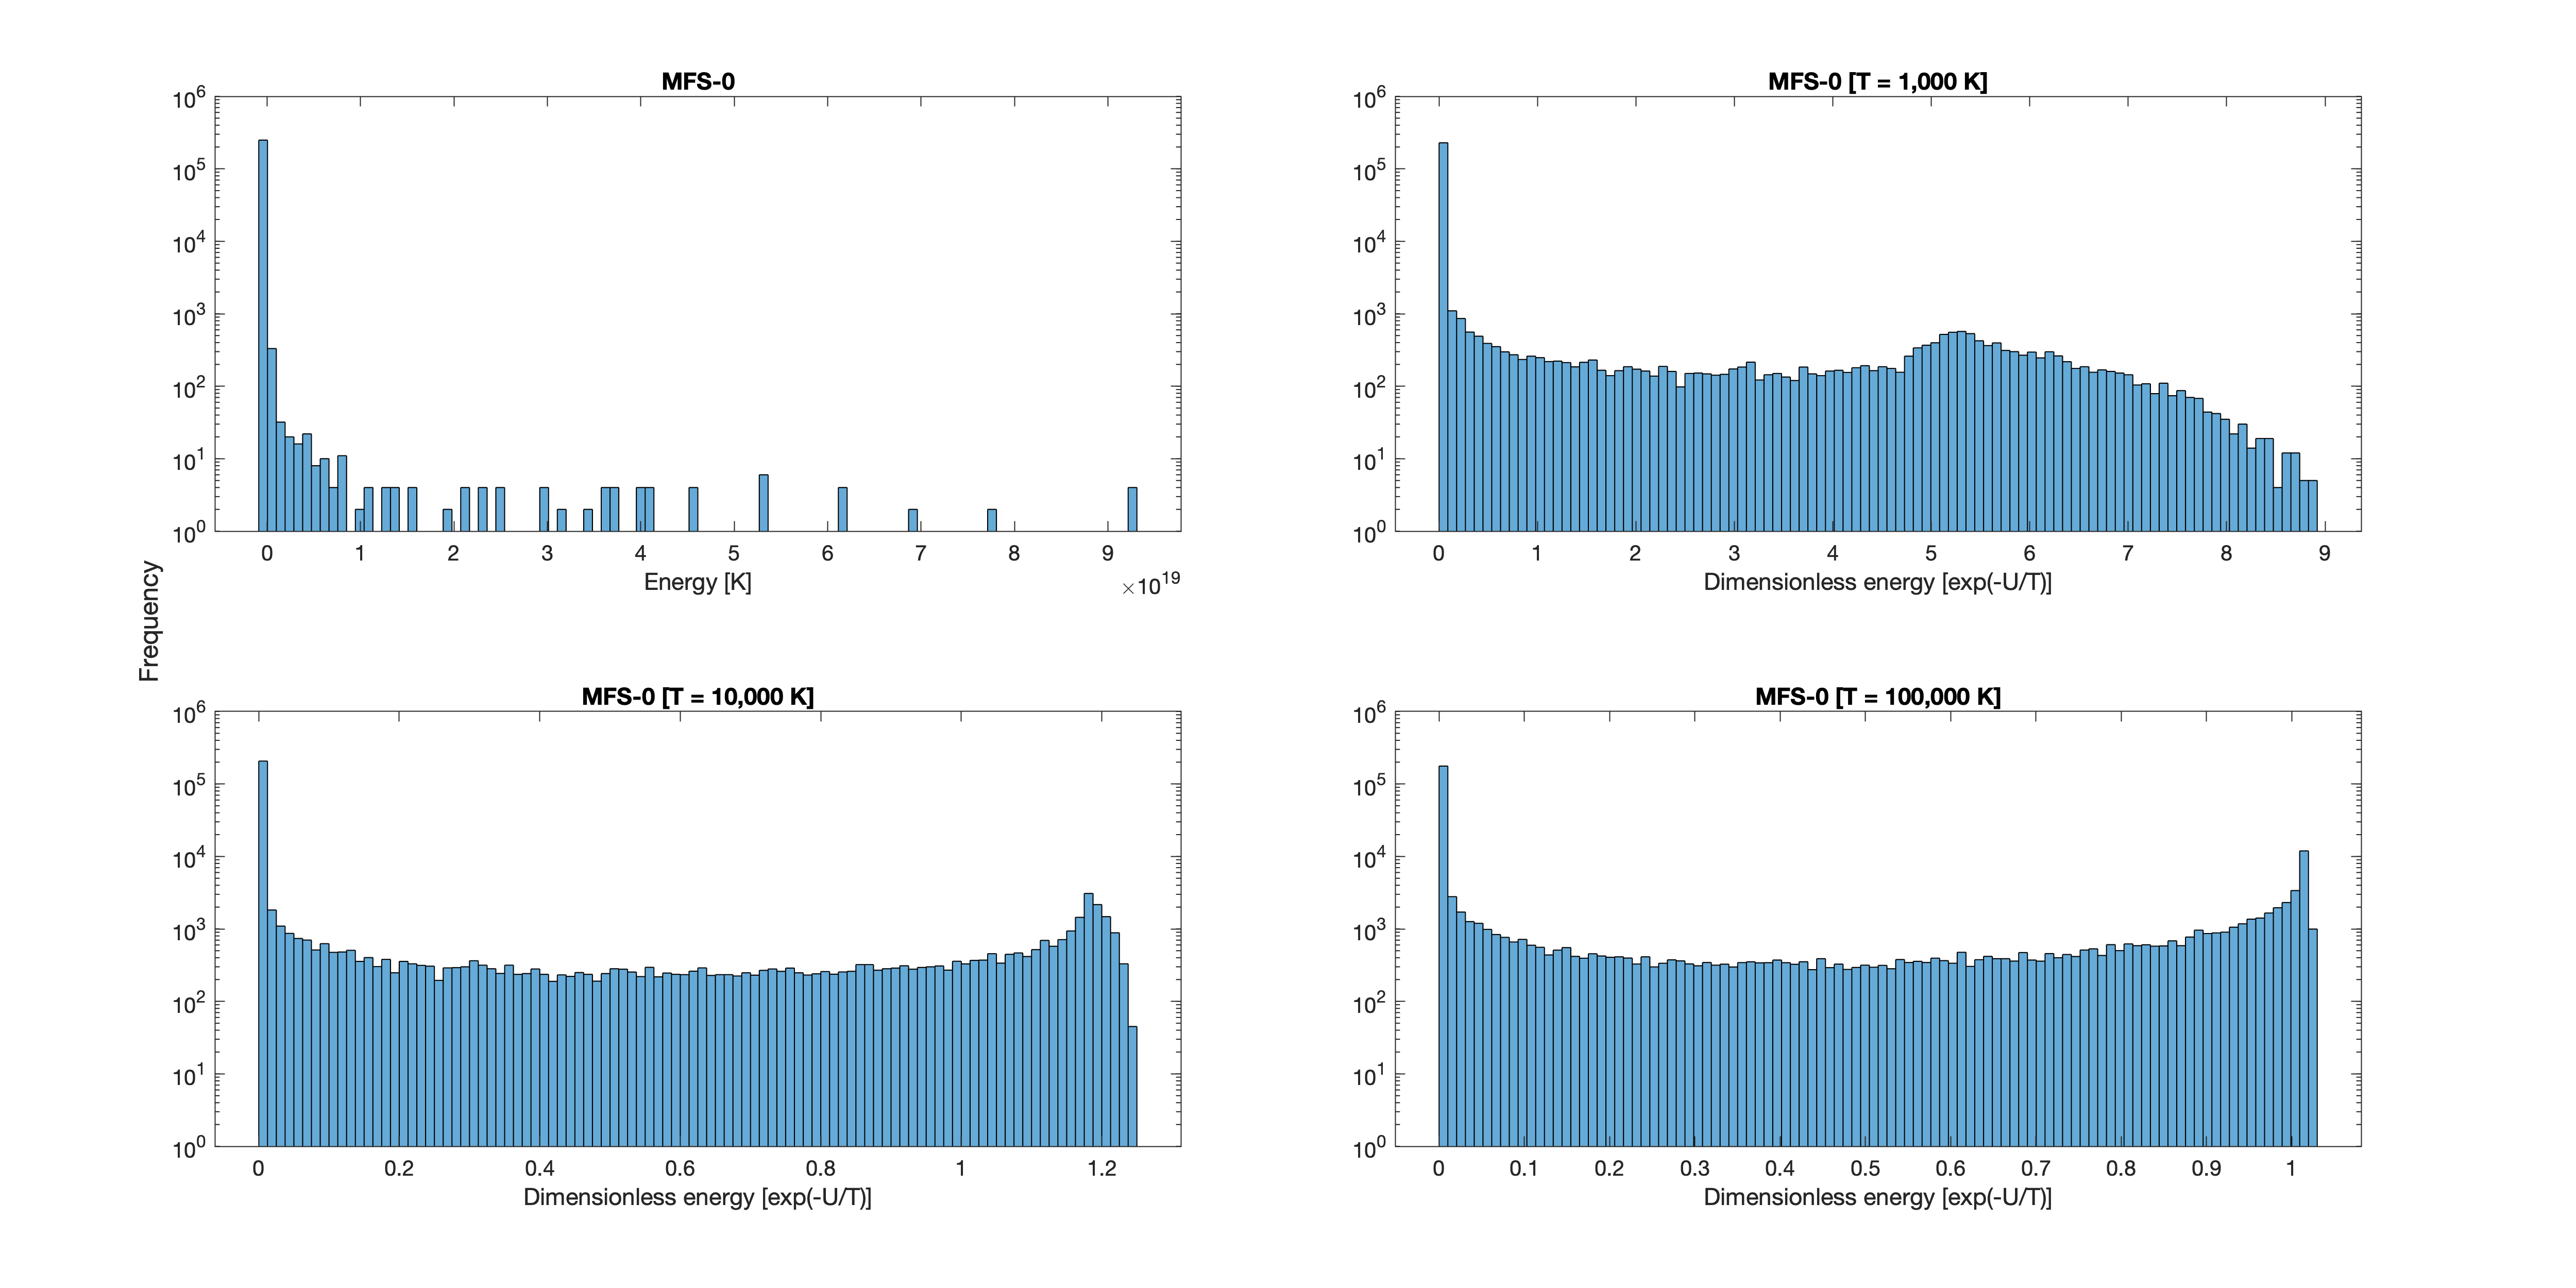 MFS-0
10^6
10^5
10^4
10^3
10^2
10^1
10^0
0 1 2 3 4 5 6 7 8 9
Energy [K]
×10^19
MFS-0 [T = 1,000 K]
10^6
10^5
10^4
10^3
10^2
10^1
10^0
0 1 2 3 4 5 6 7 8 9
Dimensionless energy [exp(-U/T)]
Frequency
MFS-0 [T = 10,000 K]
10^6
10^5
10^4
10^3
10^2
10^1
10^0
0 0.2 0.4 0.6 0.8 1 1.2
Dimensionless energy [exp(-U/T)]
MFS-0 [T = 100,000 K]
10^6
10^5
10^4
10^3
10^2
10^1
10^0
0 0.1 0.2 0.3 0.4 0.5 0.6 0.7 0.8 0.9 1
Dimensionless energy [exp(-U/T)]